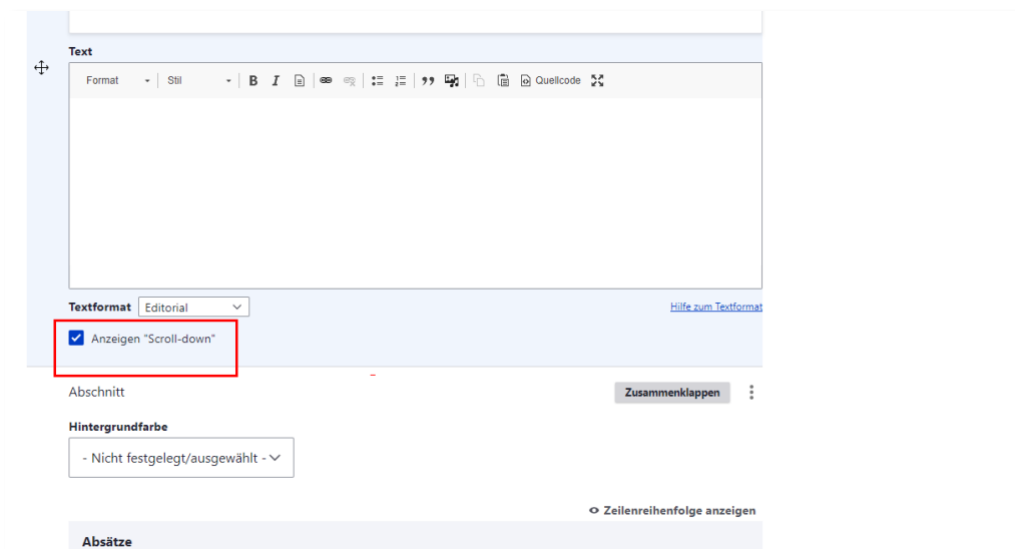 Text
Format Stil B I Quellcode
Textformat Editorial Hilfe zum Textformat
Anzeigen "Scroll-down"
Abschnitt Zusammenklappen
Hintergrundfarbe
- Nicht festgelegt/ausgewählt -
Zeilenreihenfolge anzeigen
Absätze